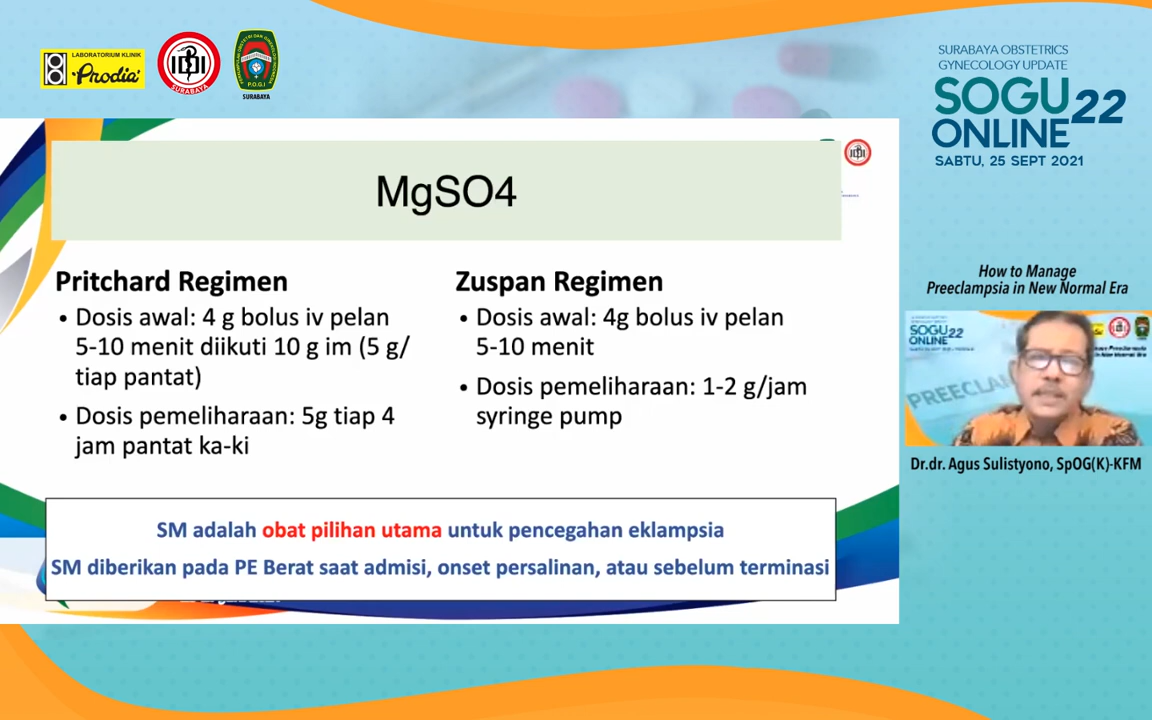 LABORATORIUM KLINIK
Prodia
IDI
SURABAYA
P.O.G.I
SURABAYA
SURABAYA OBSTETRICS
GYNECOLOGY UPDATE
SOGU 22
ONLINE
SABTU, 25 SEPT 2021
MgSO4
Pritchard Regimen
• Dosis awal: 4 g bolus iv pelan
5-10 menit diikuti 10 g im (5 g/
tiap pantat)
• Dosis pemeliharaan: 5g tiap 4
jam pantat ka-ki
Zuspan Regimen
• Dosis awal: 4g bolus iv pelan
5-10 menit
• Dosis pemeliharaan: 1-2 g/jam
syringe pump
SM adalah obat pilihan utama untuk pencegahan eklampsia
SM diberikan pada PE Berat saat admisi, onset persalinan, atau sebelum terminasi
How to Manage
Preeclampsia in New Normal Era
SOGU 22
ONLINE
PREECLAM
Dr.dr. Agus Sulistyono, SpOG(K)-KFM